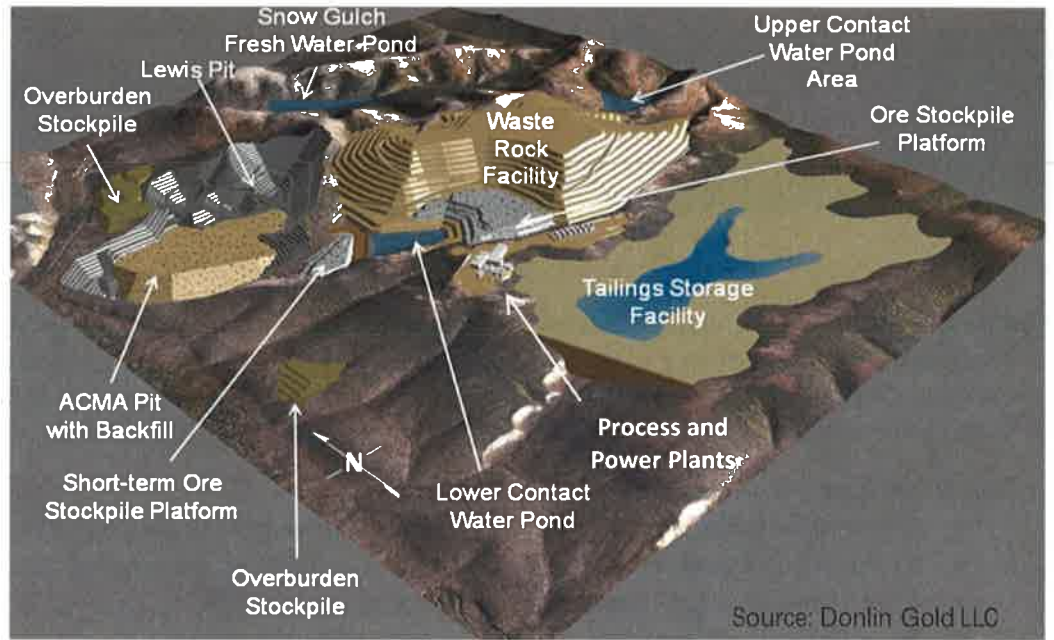 Snow Gulch
Fresh Water Pond
Upper Contact
Water Pond
Area
Lewis Pit
Overburden
Stockpile
Ore Stockpile
Platform
Waste
Rock
Facility
Tailings Storage
Facility
ACMA Pit
with Backfill
Process and
Power Plants
N
Short-term Ore
Stockpile Platform
Lower Contact
Water Pond
Overburden
Stockpile
Source: Donlin Gold LLC